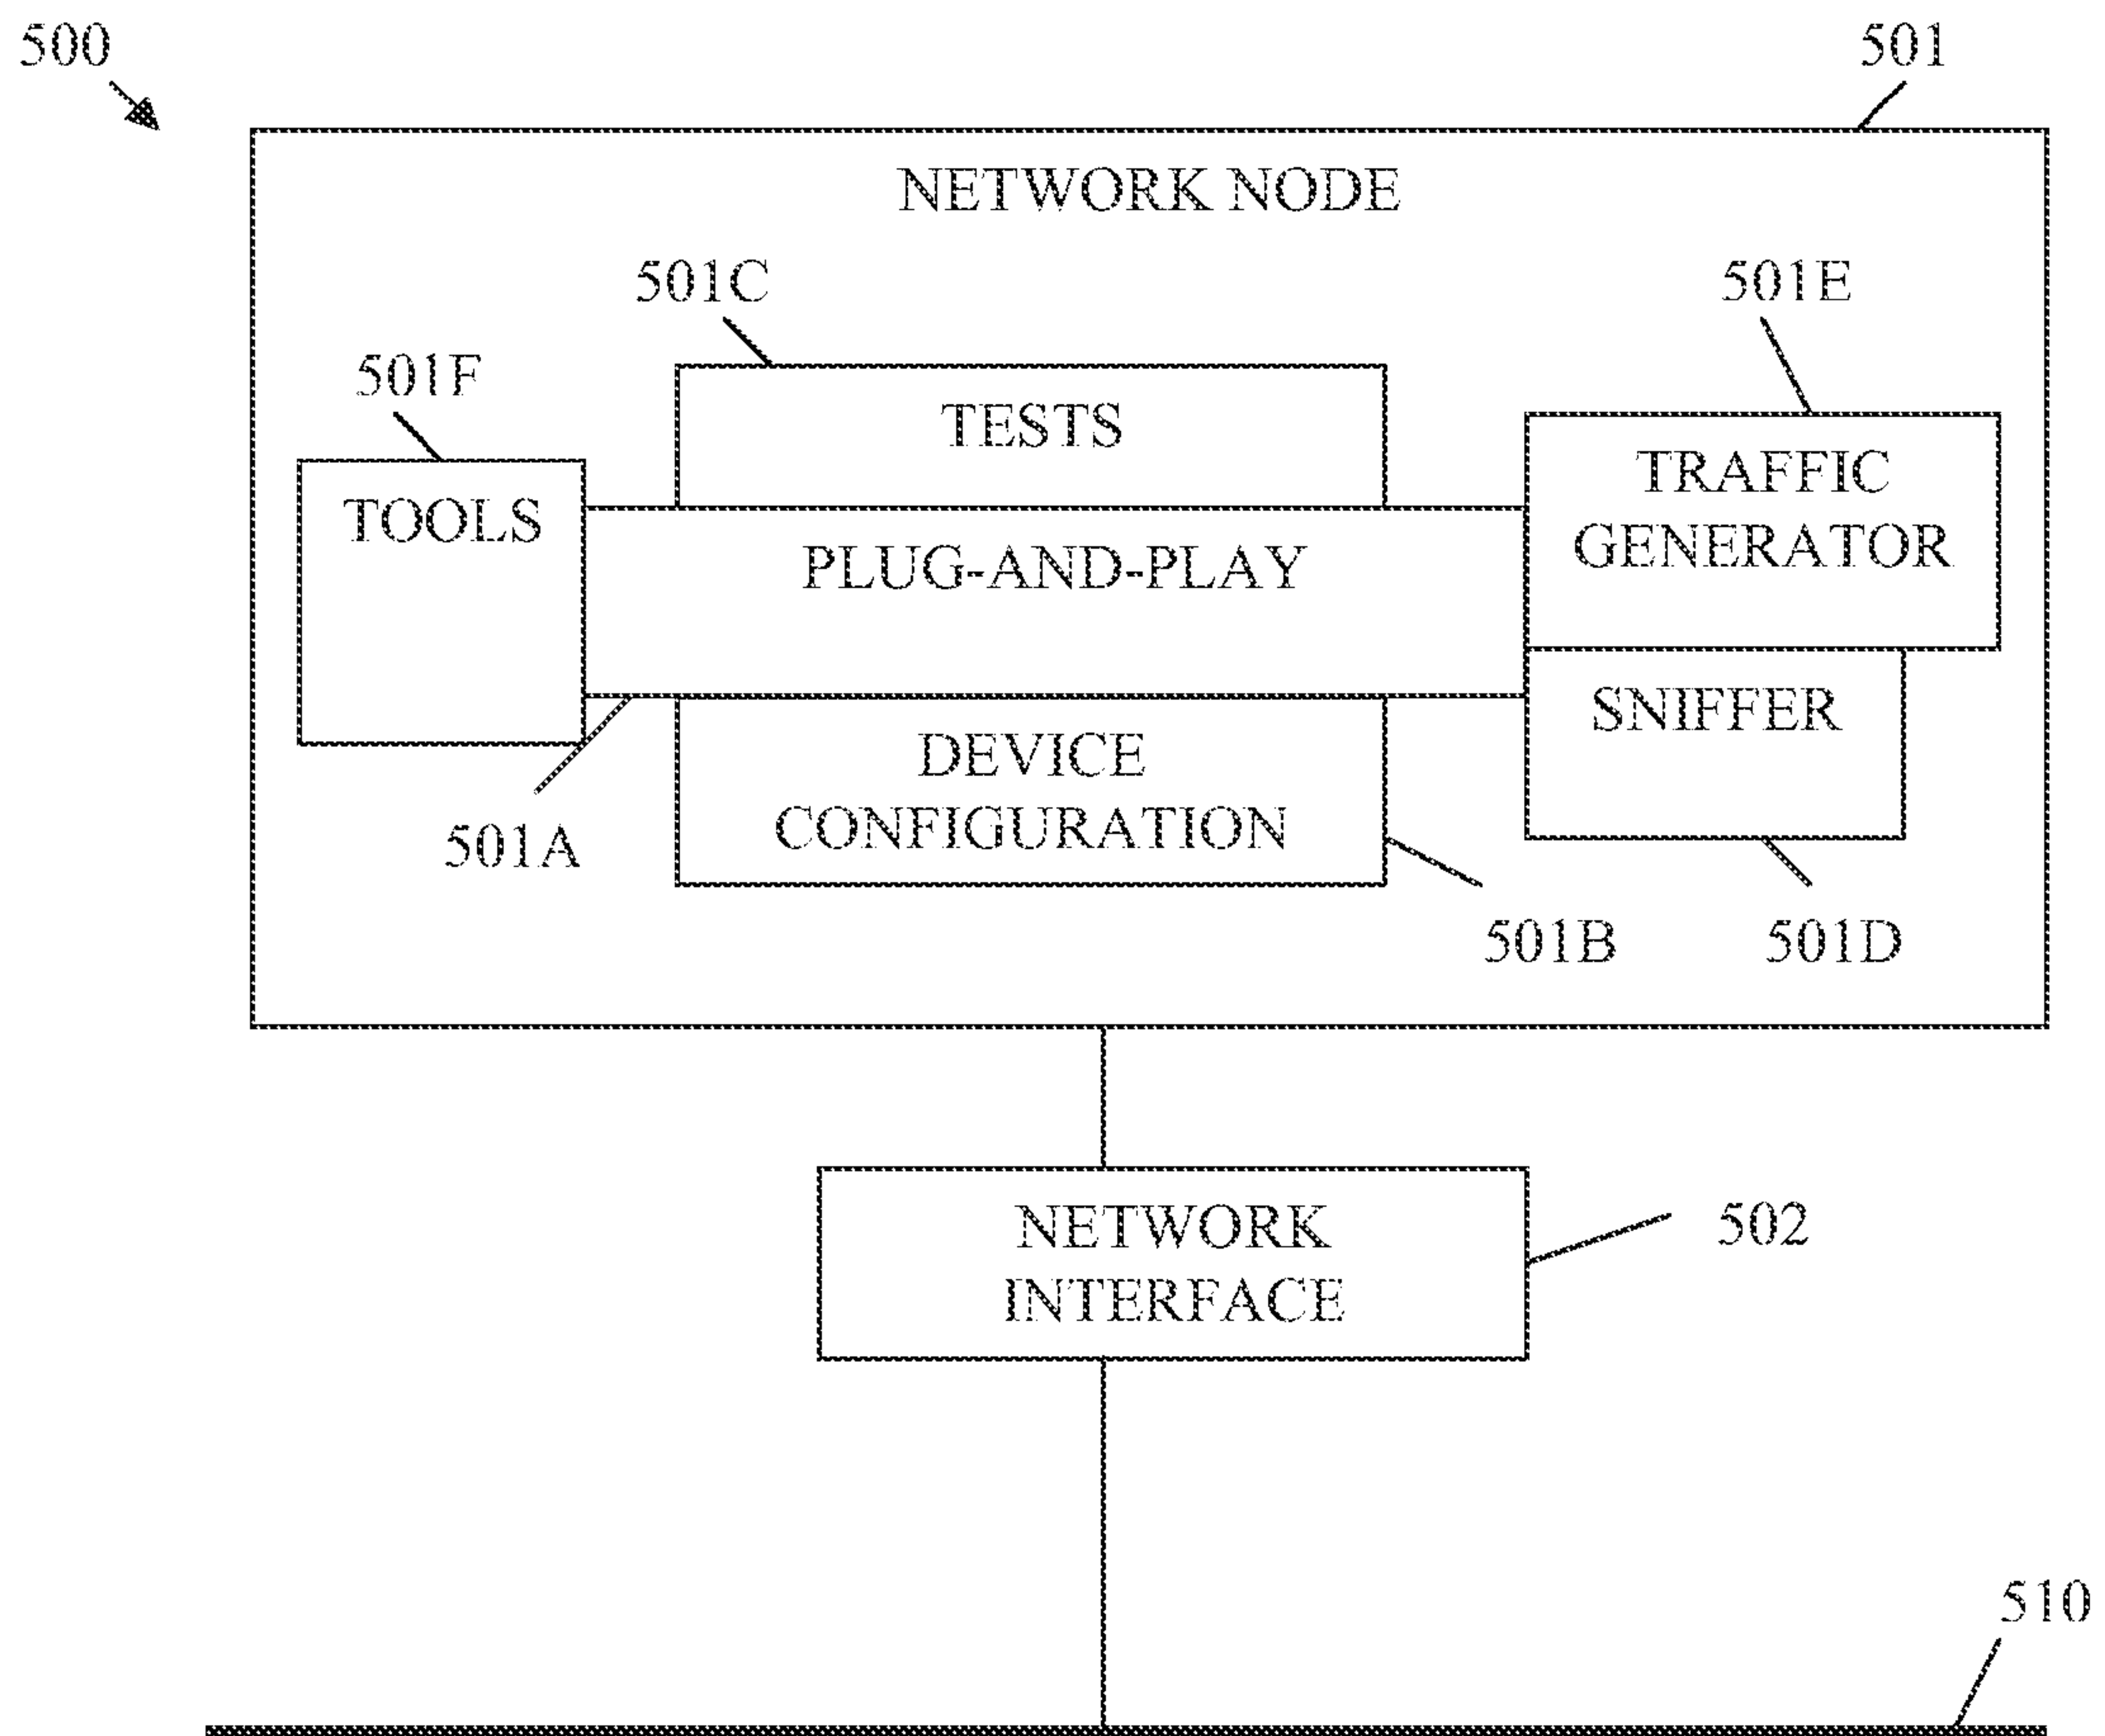 500
501
NETWORK NODE
501C
501E
501F
TESTS
TRAFFIC
GENERATOR
TOOLS
PLUG-AND-PLAY
SNIFFER
DEVICE
CONFIGURATION
501A
501B
501D
NETWORK
INTERFACE
502
510